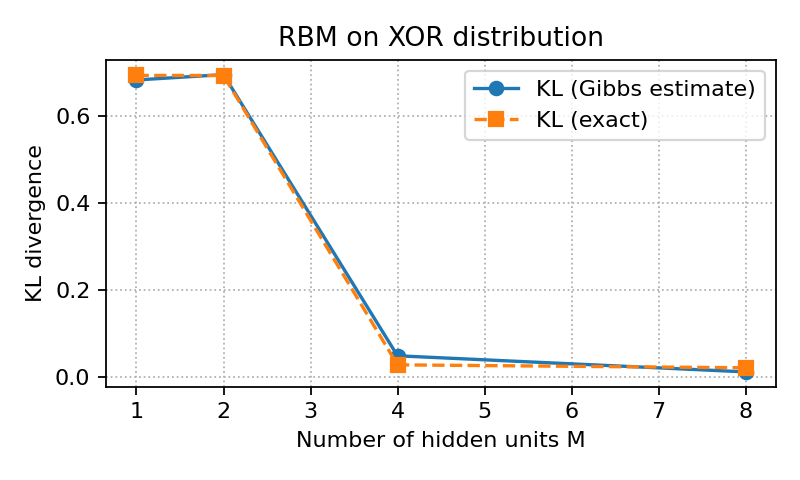 RBM on XOR distribution
KL (Gibbs estimate)
KL (exact)
KL divergence
0.6
0.4
0.2
0.0
1 2 3 4 5 6 7 8
Number of hidden units M